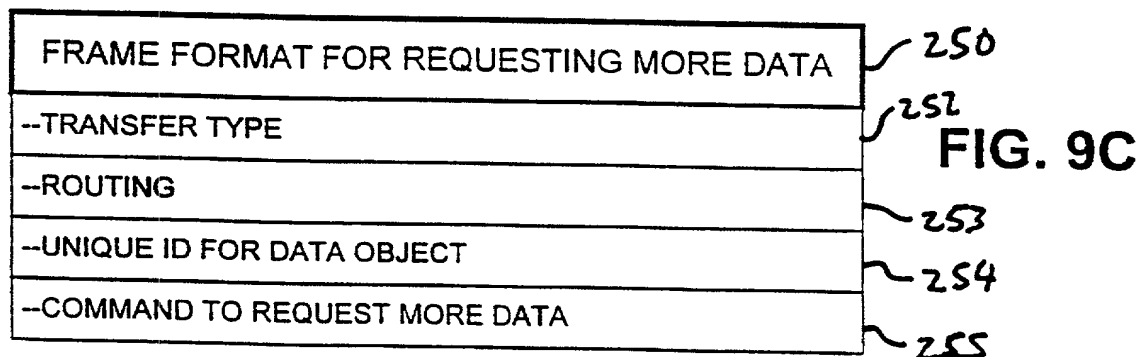 FRAME FORMAT FOR REQUESTING MORE DATA 250
--TRANSFER TYPE 252
FIG. 9C
--ROUTING 253
--UNIQUE ID FOR DATA OBJECT 254
--COMMAND TO REQUEST MORE DATA 255